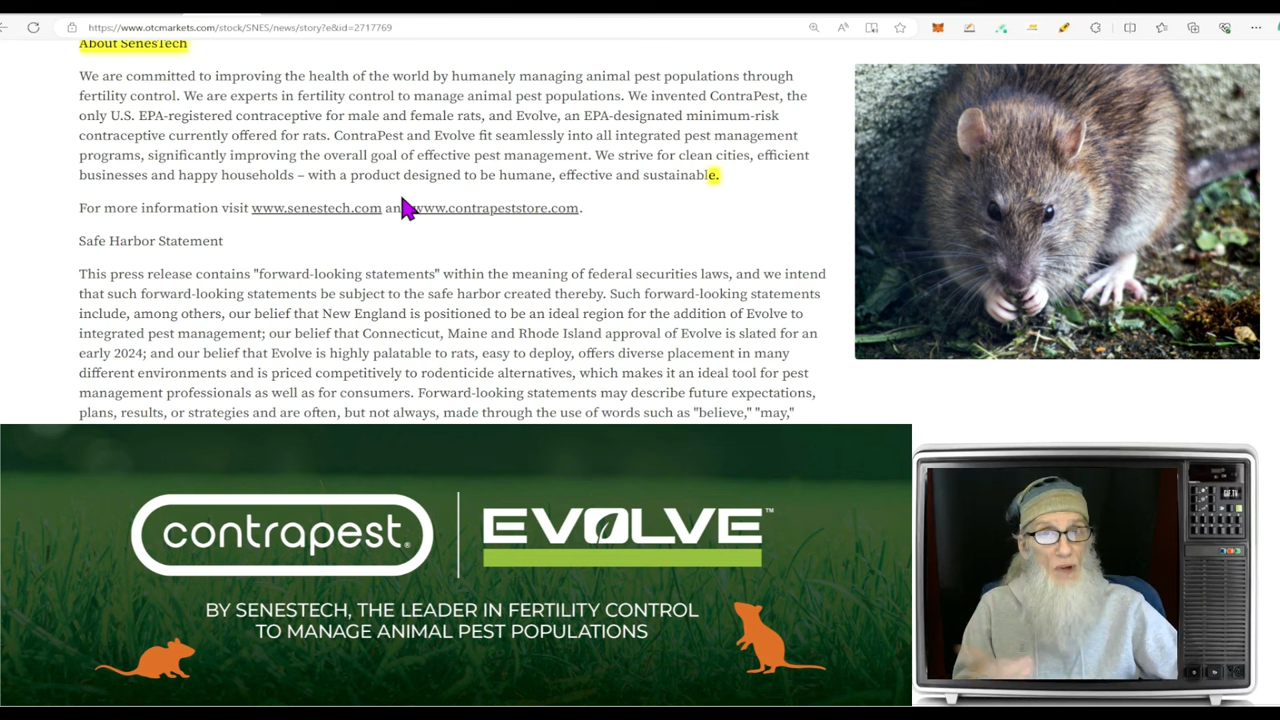 https://www.otcmarkets.com/stock/SNES/news/story?e&id=2717769
About SenesTech
We are committed to improving the health of the world by humanely managing animal pest populations through
fertility control. We are experts in fertility control to manage animal pest populations. We invented ContraPest, the
only U.S. EPA-registered contraceptive for male and female rats, and Evolve, an EPA-designated minimum-risk
contraceptive currently offered for rats. ContraPest and Evolve fit seamlessly into all integrated pest management
programs, significantly improving the overall goal of effective pest management. We strive for clean cities, efficient
businesses and happy households – with a product designed to be humane, effective and sustainable.
For more information visit www.senestech.com an www.contrapeststore.com.
Safe Harbor Statement
This press release contains "forward-looking statements" within the meaning of federal securities laws, and we intend
that such forward-looking statements be subject to the safe harbor created thereby. Such forward-looking statements
include, among others, our belief that New England is positioned to be an ideal region for the addition of Evolve to
integrated pest management; our belief that Connecticut, Maine and Rhode Island approval of Evolve is slated for an
early 2024; and our belief that Evolve is highly palatable to rats, easy to deploy, offers diverse placement in many
different environments and is priced competitively to rodenticide alternatives, which makes it an ideal tool for pest
management professionals as well as for consumers. Forward-looking statements may describe future expectations,
plans, results, or strategies and are often, but not always, made through the use of words such as "believe," "may,"
contrapest®
EVOLVE™
BY SENESTECH, THE LEADER IN FERTILITY CONTROL
TO MANAGE ANIMAL PEST POPULATIONS
GIF.TV